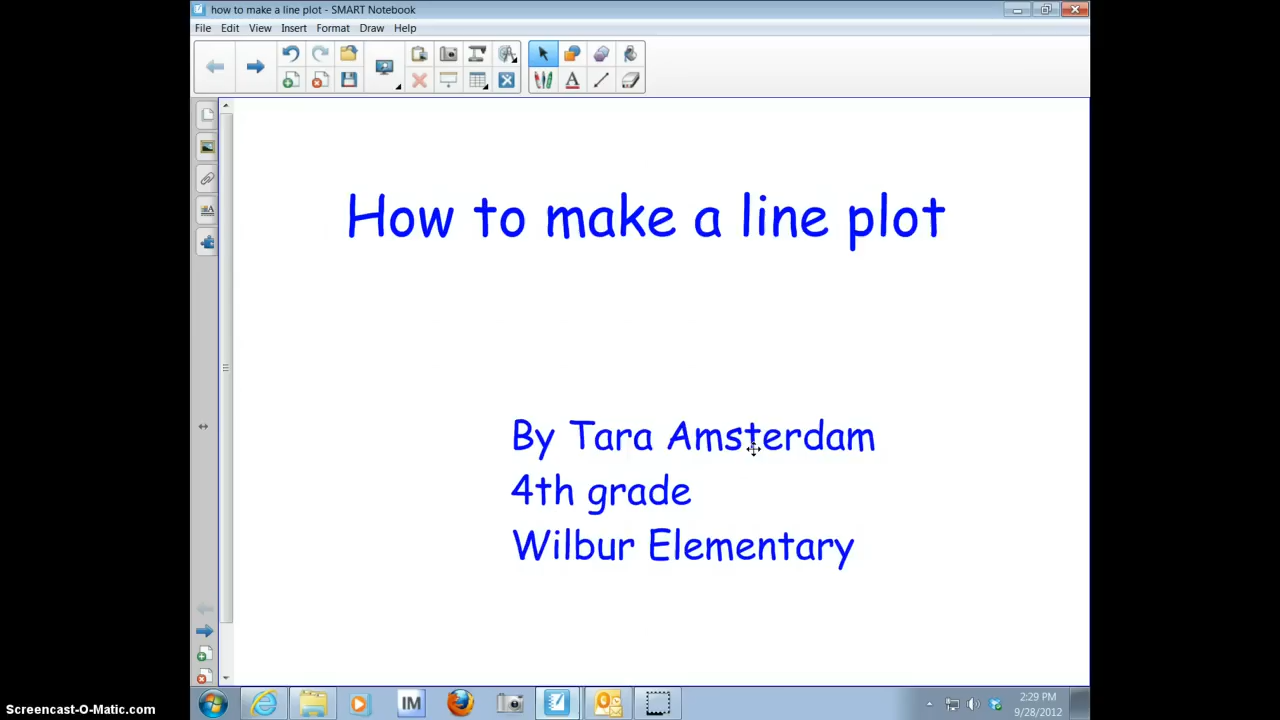 how to make a line plot - SMART Notebook
File Edit View Insert Format Draw Help
How to make a line plot
By Tara Amsterdam
4th grade
Wilbur Elementary
IM
2:29 PM
9/28/2012
Screencast-O-Matic.com